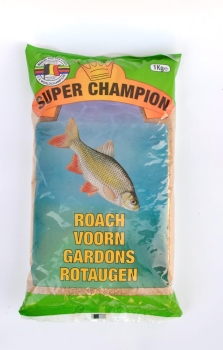 1Kg℮
SUPER CHAMPION
ROACH
VOORN
GARDONS
ROTAUGEN